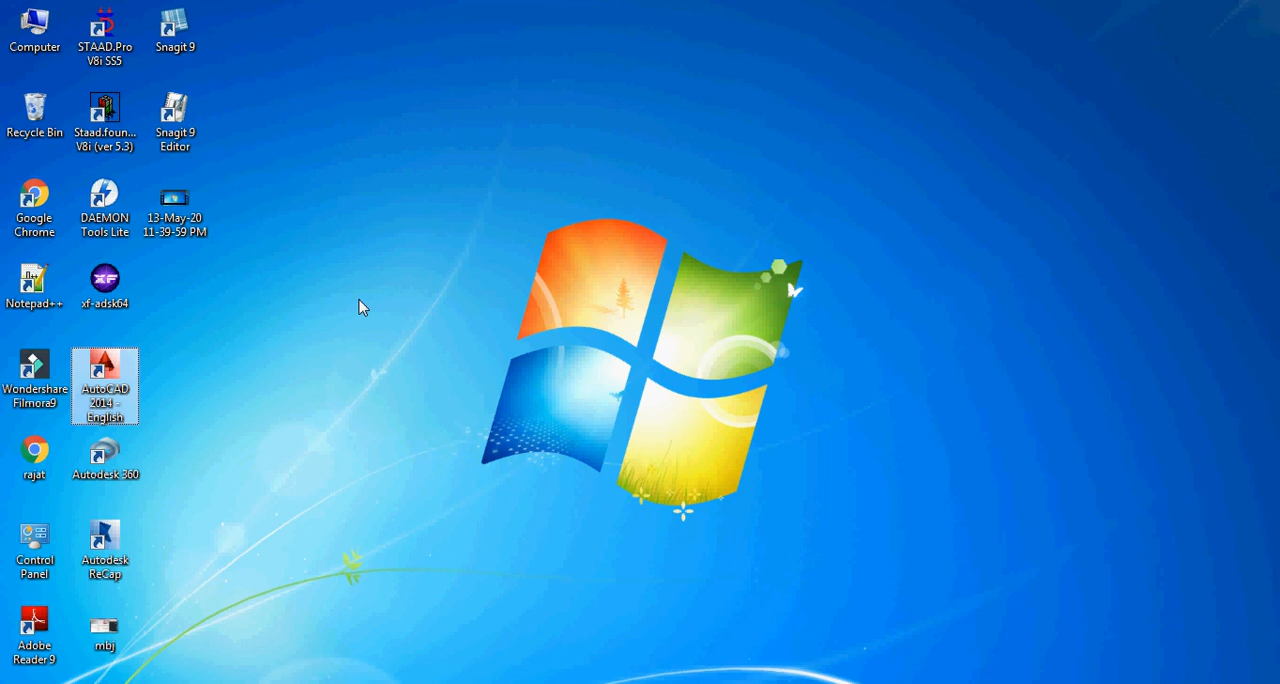 Computer
STAAD.Pro
V8i SS5
Snagit 9
Recycle Bin
Staad.foun...
V8i (ver 5.3)
Snagit 9
Editor
Google
Chrome
DAEMON
Tools Lite
13-May-20
11-39-59 PM
Notepad++
xf-adsk64
Wondershare
Filmora9
AutoCAD
2014 -
English
rajat
Autodesk 360
Control
Panel
Autodesk
ReCap
Adobe
Reader 9
mbj